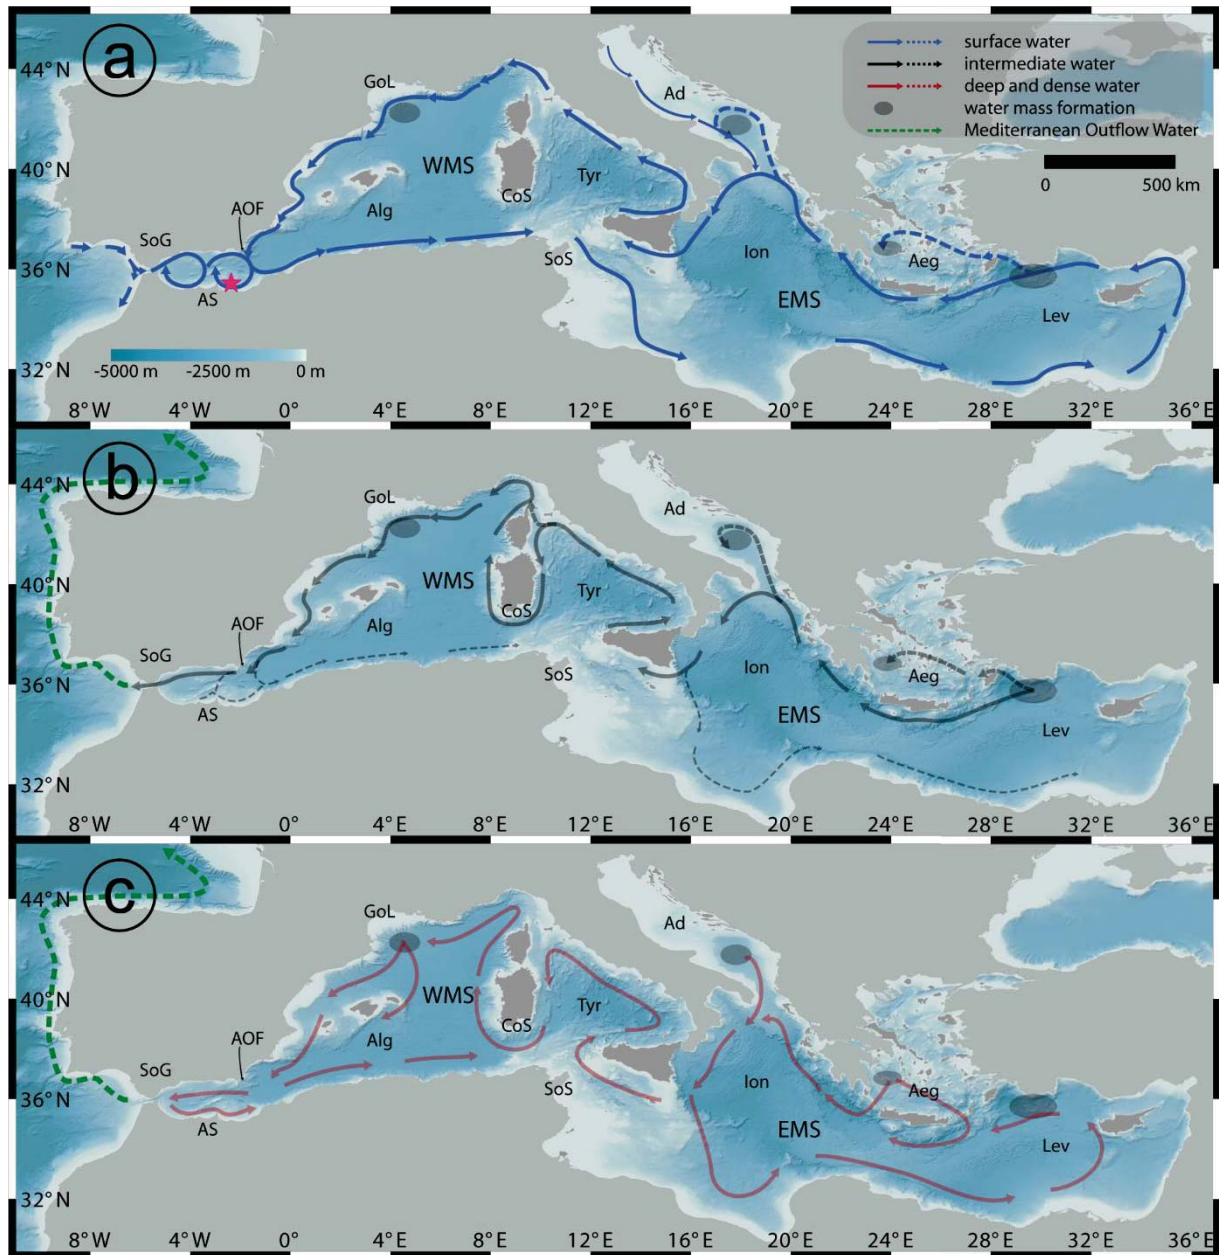 a
surface water
intermediate water
deep and dense water
water mass formation
Mediterranean Outflow Water
0 500 km
44° N
40° N
36° N
32° N
GoL
Ad
WMS
CoS
Tyr
AOF
Alg
SoG
AS
SoS
Ion
Aeg
EMS
Lev
-5000 m -2500 m 0 m
8° W 4° W 0° 4° E 8° E 12° E 16° E 20° E 24° E 28° E 32° E 36° E
b
44° N
40° N
36° N
32° N
GoL
Ad
WMS
CoS
Tyr
AOF
Alg
SoG
AS
SoS
Ion
Aeg
EMS
Lev
8° W 4° W 0° 4° E 8° E 12° E 16° E 20° E 24° E 28° E 32° E 36° E
c
44° N
40° N
36° N
32° N
GoL
Ad
WMS
CoS
Tyr
AOF
Alg
SoG
AS
SoS
Ion
Aeg
EMS
Lev
8° W 4° W 0° 4° E 8° E 12° E 16° E 20° E 24° E 28° E 32° E 36° E